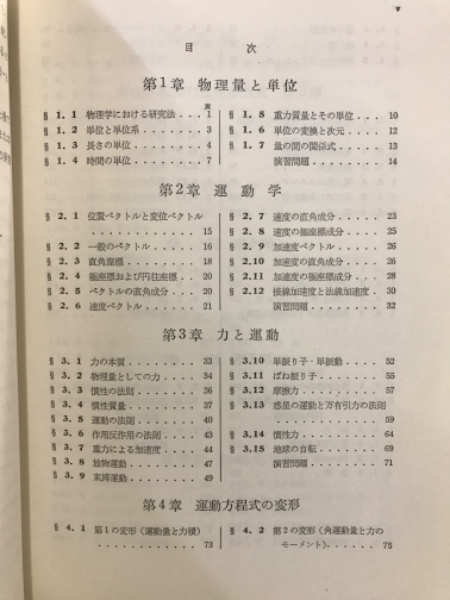 v
目 次
第1章 物理量と単位
頁
§ 1.1 物理学における研究法...1
§ 1.2 単位と単位系....3
§ 1.3 長さの単位.....4
§ 1.4 時間の単位.....7
§ 1.5 重力質量とその単位..10
§ 1.6 単位の変換と次元...12
§ 1.7 量の間の関係式....13
演習問題........14
第2章 運動学
§ 2.1 位置ベクトルと変位ベクトル
.............15
§ 2.2 一般のベクトル....16
§ 2.3 直角座標......18
§ 2.4 極座標および円柱座標..20
§ 2.5 ベクトルの直角成分...20
§ 2.6 速度ベクトル.....21
§ 2.7 速度の直角成分....23
§ 2.8 速度の極座標成分...25
§ 2.9 加速度ベクトル....26
§ 2.10 加速度の直角成分...26
§ 2.11 加速度の極座標成分..28
§ 2.12 接線加速度と法線加速度.30
演習問題........32
第3章 力と運動
§ 3.1 力の本質......33
§ 3.2 物理量としての力...34
§ 3.3 慣性の法則.....36
§ 3.4 慣性質量......37
§ 3.5 運動の法則.....40
§ 3.6 作用反作用の法則...43
§ 3.7 重力による加速度...44
§ 3.8 放物運動......47
§ 3.9 束縛運動......49
§ 3.10 単振り子・単振動....52
§ 3.11 ばね振り子.....55
§ 3.12 摩擦力.......57
§ 3.13 惑星の運動と万有引力の法則
.............59
§ 3.14 慣性力.......64
§ 3.15 地球の自転.....69
演習問題........71
第4章 運動方程式の変形
§ 4.1 第1の変形(運動量と力積)
.............73
§ 4.2 第2の変形(角運動量と力の
モーメント).......75